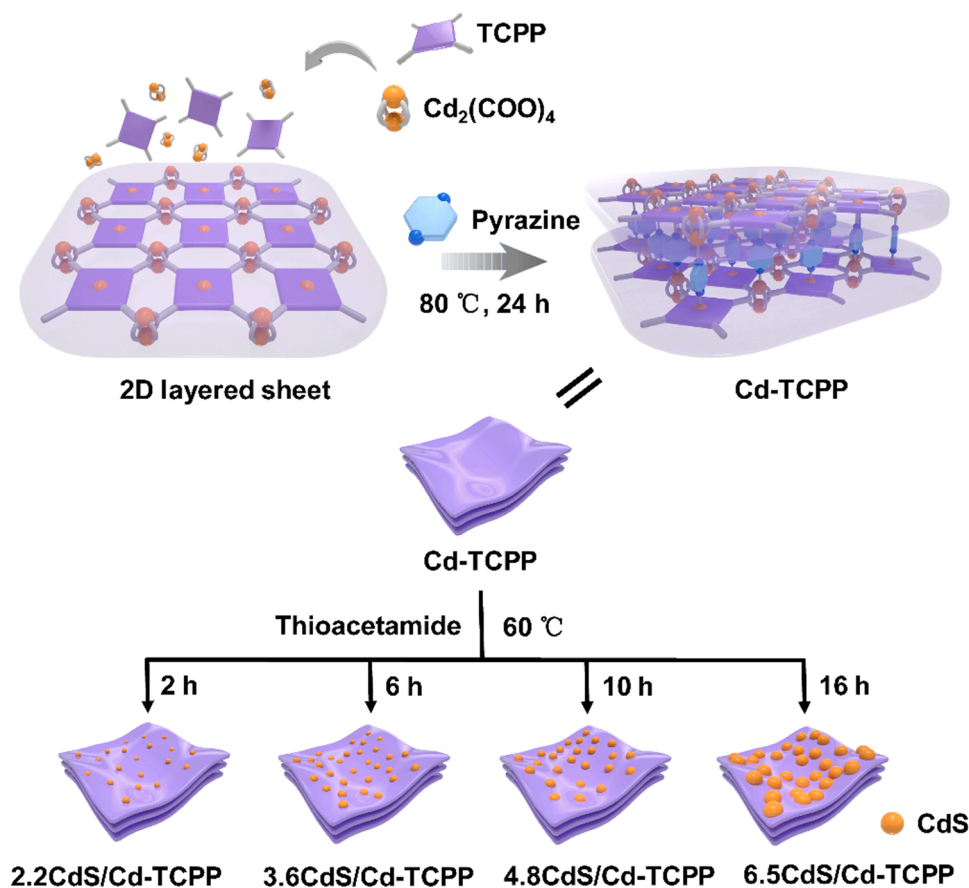 TCPP
Cd₂(COO)₄
Pyrazine
80 ℃, 24 h
2D layered sheet
Cd-TCPP
Cd-TCPP
Thioacetamide 60 ℃
2 h 6 h 10 h 16 h
CdS
2.2CdS/Cd-TCPP 3.6CdS/Cd-TCPP 4.8CdS/Cd-TCPP 6.5CdS/Cd-TCPP